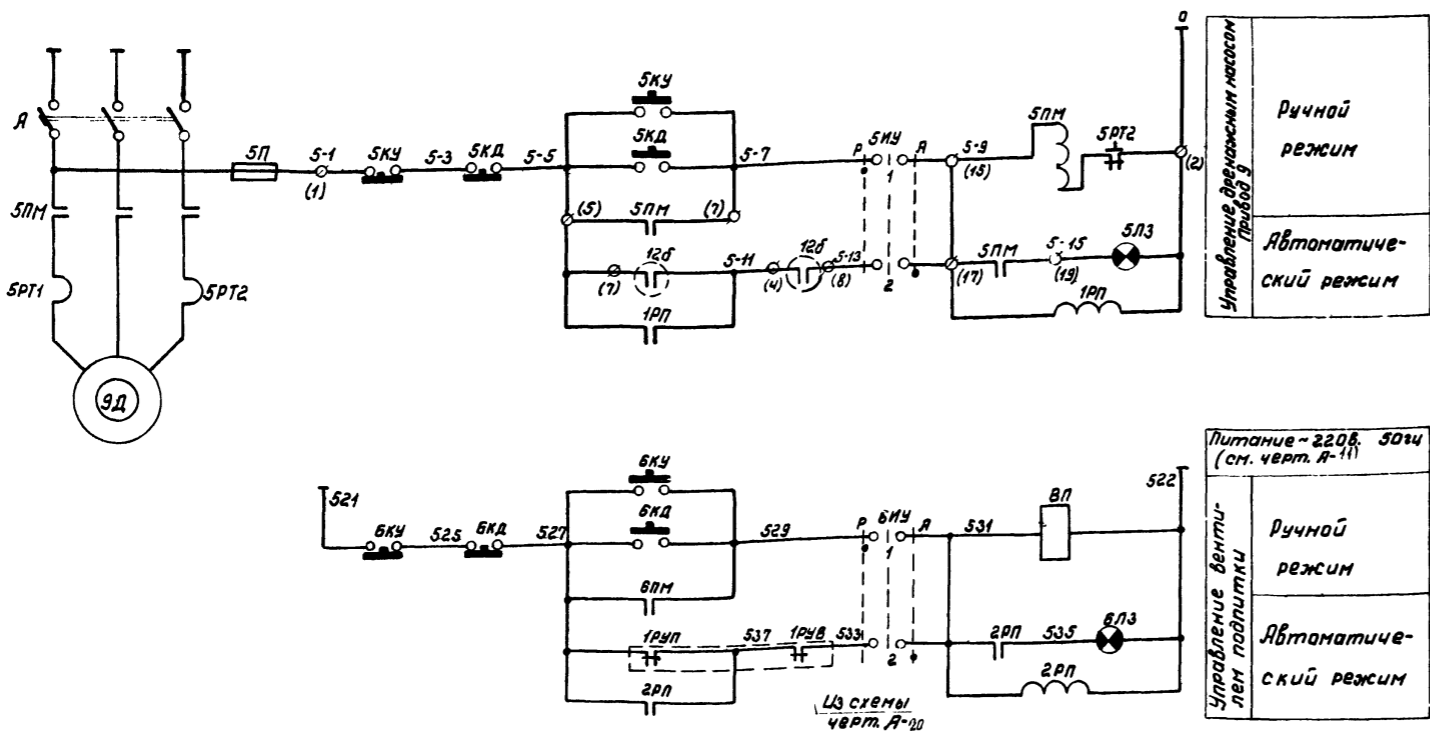 А
5П
5-1
(1)
5КУ
5-3
5КД
5-5
5КУ
5КД
5-7
(5)
5ПМ
(7)
12б
(7)
5-11
(4)
12б
5-13
(8)
1РП
Р
5ИУ
А
1
2
5-9
(15)
5ПМ
5РТ2
0
(2)
(17)
5ПМ
5-15
(19)
5ЛЗ
1РП
5ПМ
5РТ1
5РТ2
9Д
Управление дренажным насосом
Привод 9
Ручной
режим
Автоматиче-
ский режим
521
6КУ
525
6КД
527
6КУ
6КД
529
6ПМ
1РУП
537
1РУВ
533
2РП
Р
6ИУ
А
1
2
Из схемы
черт. А-20
531
ВП
522
2РП
535
6ЛЗ
2РП
Питание ~ 220в. 50гц
(см. черт. А-11)
Управление венти-
лем подпитки
Ручной
режим
Автоматиче-
ский режим